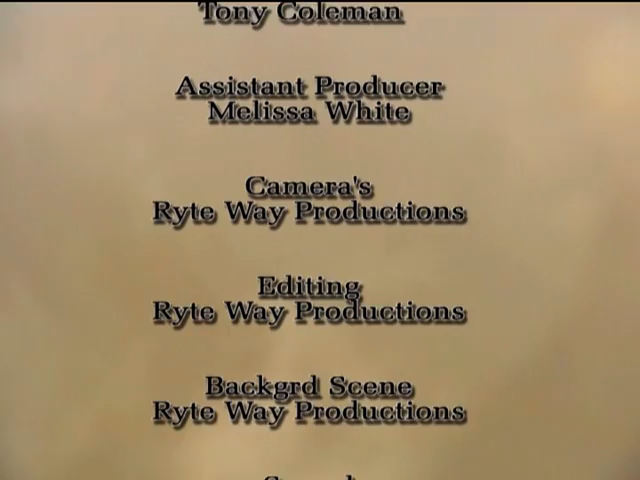 Tony Coleman
Assistant Producer
Melissa White
Camera's
Ryte Way Productions
Editing
Ryte Way Productions
Backgrd Scene
Ryte Way Productions